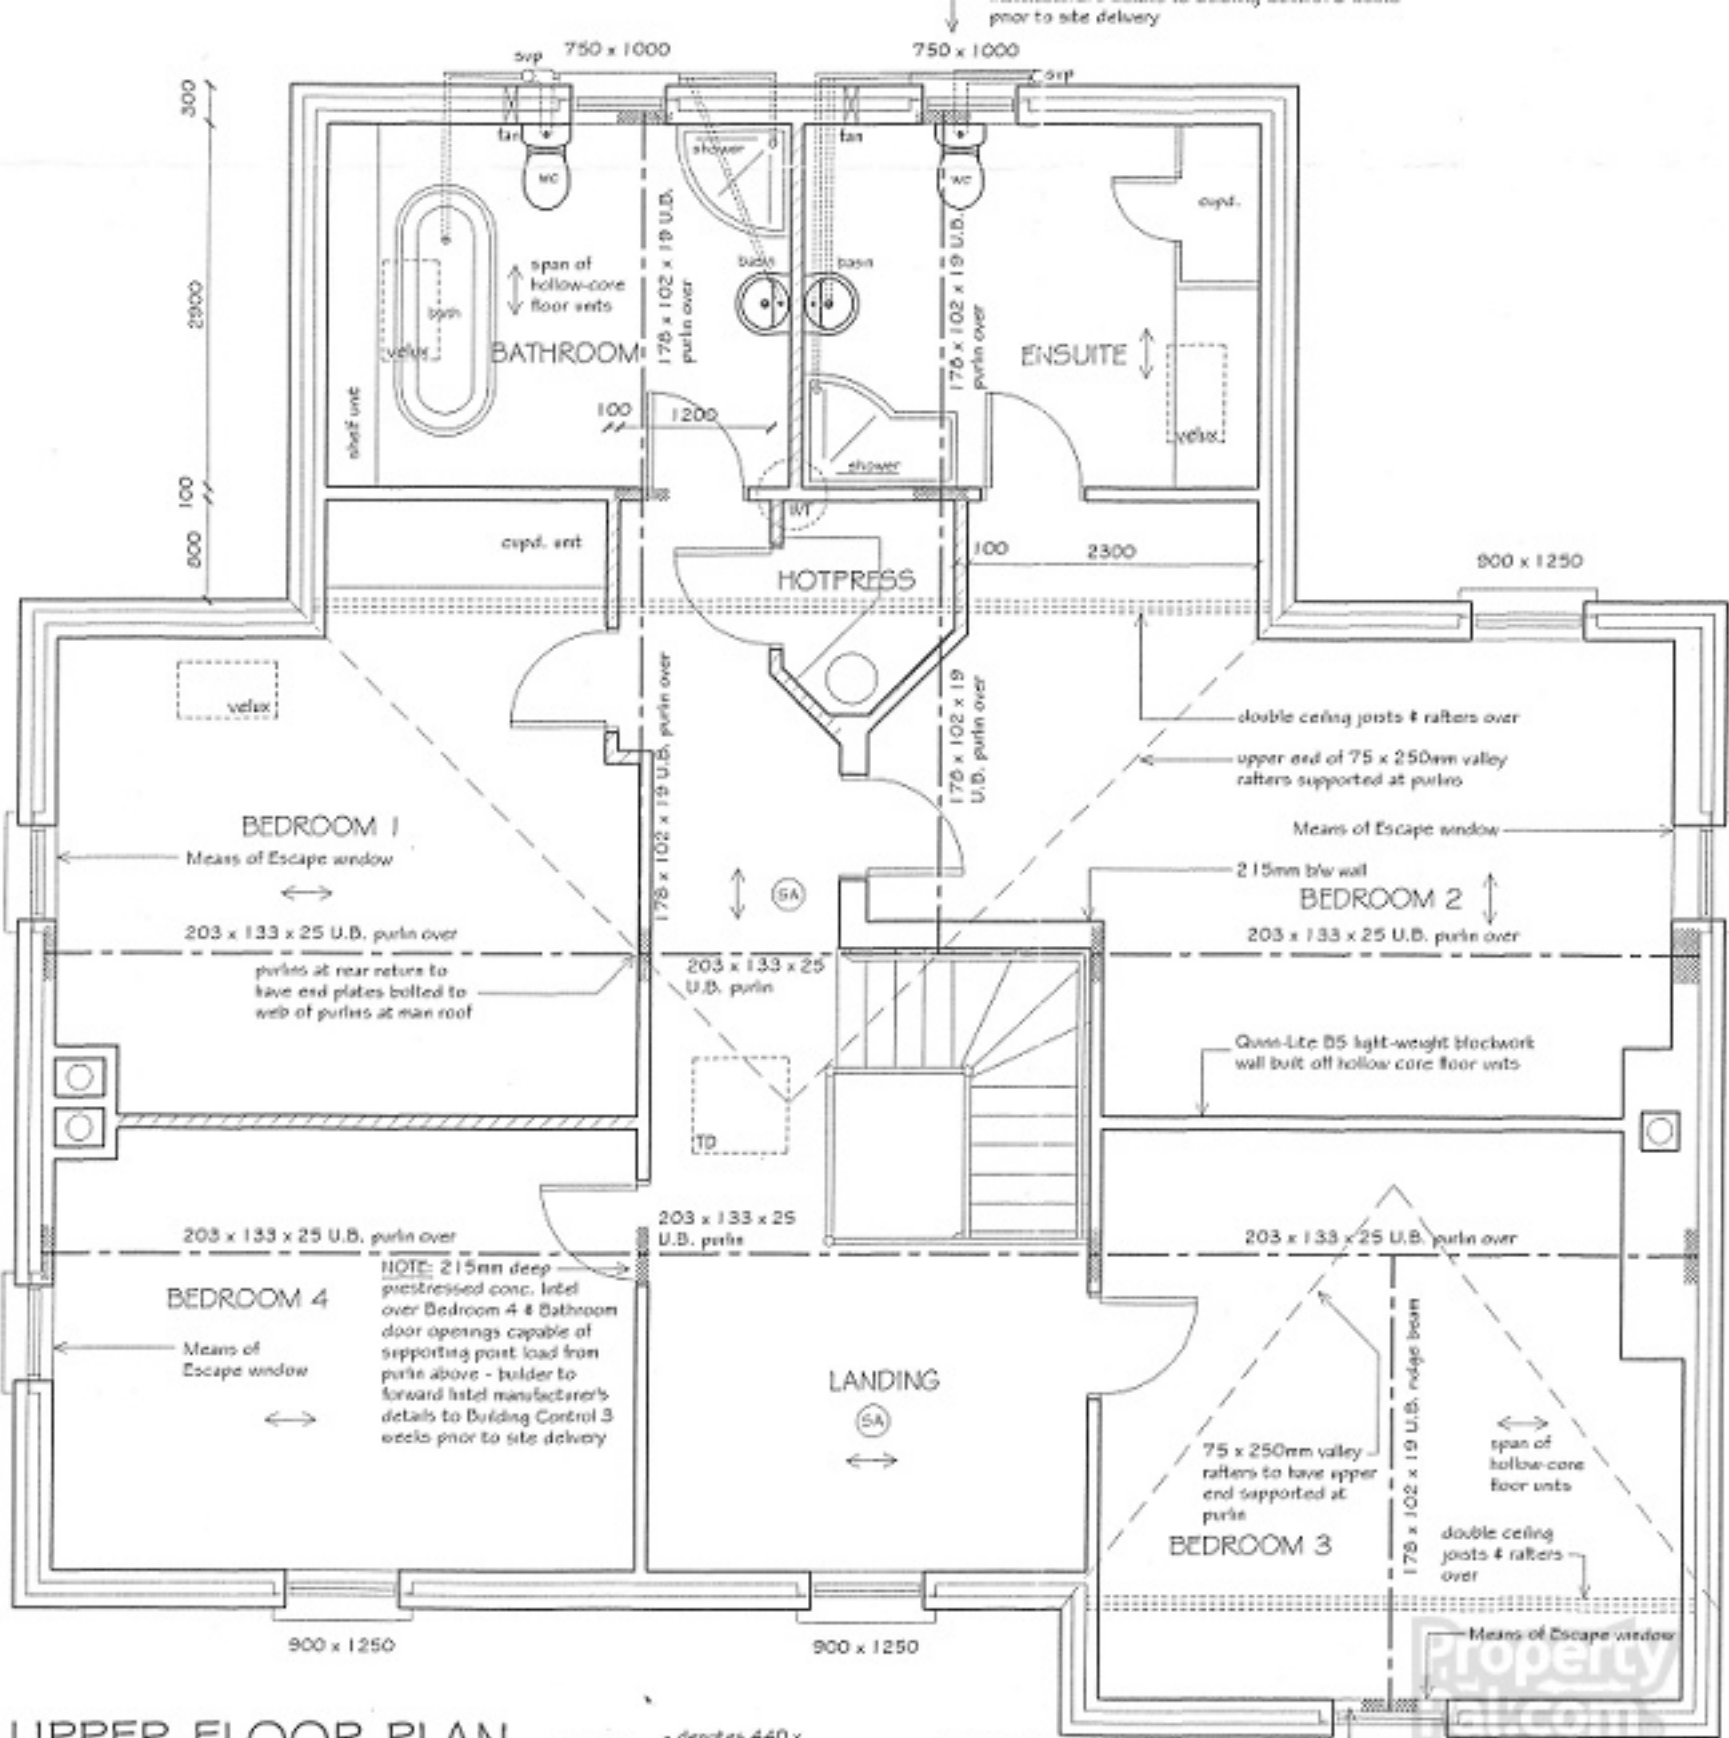 prior to site delivery
750 x 1000
750 x 1000
svp
svp
300
fan
fan
wc
wc
shower
cupd.
basin
basin
span of
hollow-core
floor units
178 x 102 x 19 U.B.
purlin over
178 x 102 x 19 U.B.
purlin over
2900
bath
velux
BATHROOM
ENSUITE
shelf unit
100
1200
velux
shower
100
WT
800
cupd. unit
HOTPRESS
100
2300
900 x 1250
velux
178 x 102 x 19 U.B. purlin over
178 x 102 x 19
U.B. purlin over
double ceiling joists & rafters over
upper end of 75 x 250mm valley
rafters supported at purlins
BEDROOM 1
Means of Escape window
Means of Escape window
215mm b/w wall
BEDROOM 2
SA
203 x 133 x 25 U.B. purlin over
203 x 133 x 25 U.B. purlin over
purlins at rear return to
have end plates bolted to
web of purlins at main roof
203 x 133 x 25
U.B. purlin
Quinn-Lite B5 light-weight blockwork
wall built off hollow core floor units
TD
203 x 133 x 25 U.B. purlin over
203 x 133 x 25
U.B. purlin
203 x 133 x 25 U.B. purlin over
BEDROOM 4
NOTE: 215mm deep
prestressed conc. lintel
over Bedroom 4 & Bathroom
door openings capable of
supporting point load from
purlin above - builder to
forward lintel manufacturer's
details to Building Control 3
weeks prior to site delivery
Means of
Escape window
LANDING
SA
178 x 102 x 19 U.B. ridge beam
75 x 250mm valley
rafters to have upper
end supported at
purlin
span of
hollow-core
floor units
BEDROOM 3
double ceiling
joists & rafters
over
Means of Escape window
900 x 1250
900 x 1250
Property
Pal.com
UPPER FLOOR PLAN
- denotes 440 x